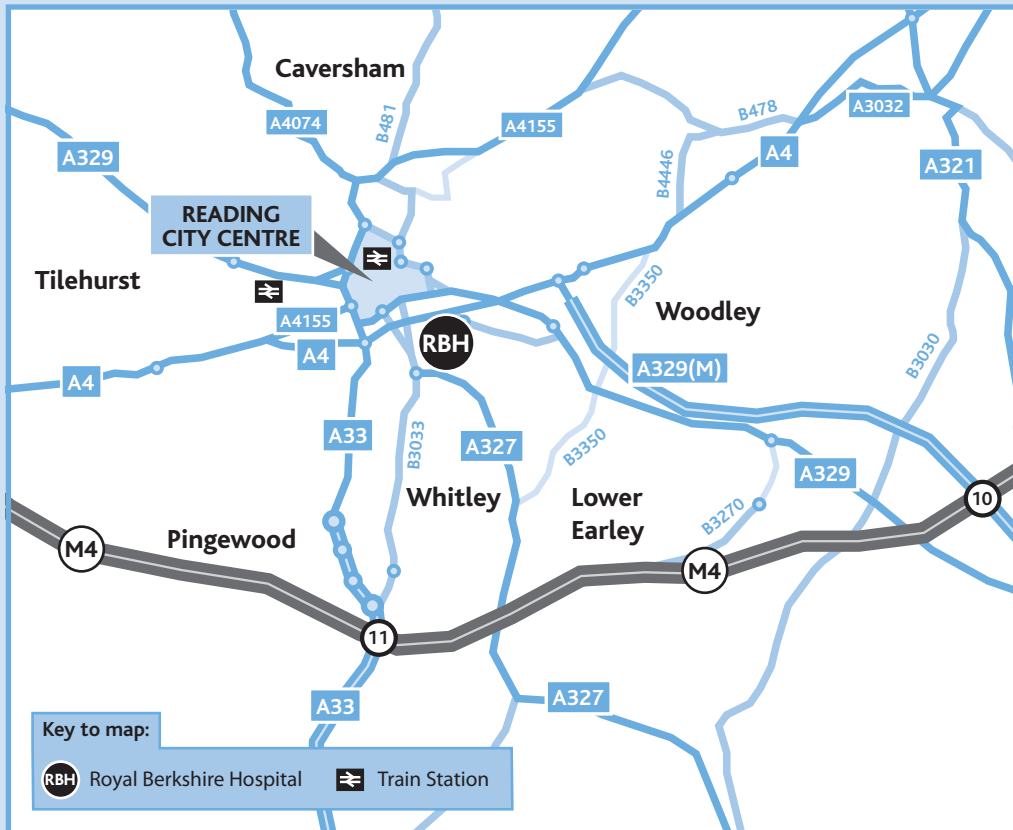 Caversham
A4074
B481
A4155
B478
A3032
A329
B4446
A4
A321
READING
CITY CENTRE
Tilehurst
B3350
Woodley
A4155
RBH
A4
A329(M)
B3030
A4
A33
B3033
A327
B3350
A329
Whitley
Lower
Earley
10
B3270
Pingewood
M4
M4
11
A33
A327
Key to map:
RBH Royal Berkshire Hospital
Train Station